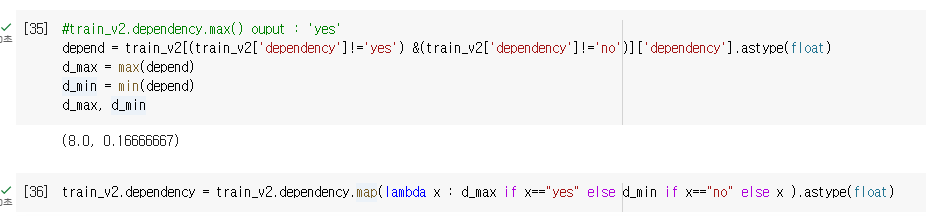 [35] #train_v2.dependency.max() ouput : 'yes'
depend = train_v2[(train_v2['dependency']!='yes') &(train_v2['dependency']!='no')]['dependency'].astype(float)
d_max = max(depend)
d_min = min(depend)
d_max, d_min
(8.0, 0.16666667)
[36] train_v2.dependency = train_v2.dependency.map(lambda x : d_max if x=="yes" else d_min if x=="no" else x ).astype(float)